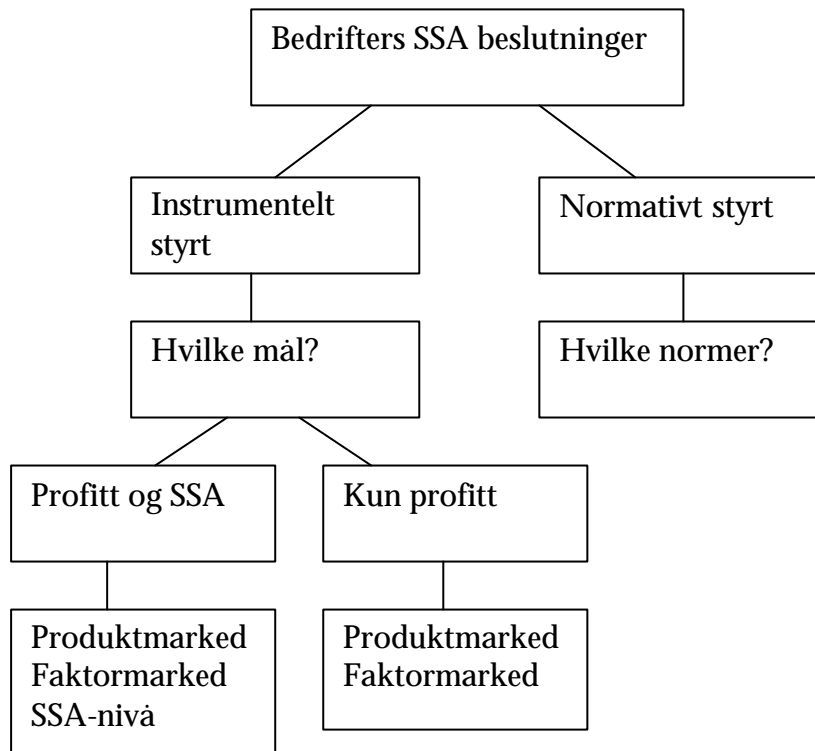 Bedrifters SSA beslutninger
Instrumentelt
styrt
Normativt styrt
Hvilke mål?
Hvilke normer?
Profitt og SSA
Kun profitt
Produktmarked
Faktormarked
SSA-nivå
Produktmarked
Faktormarked